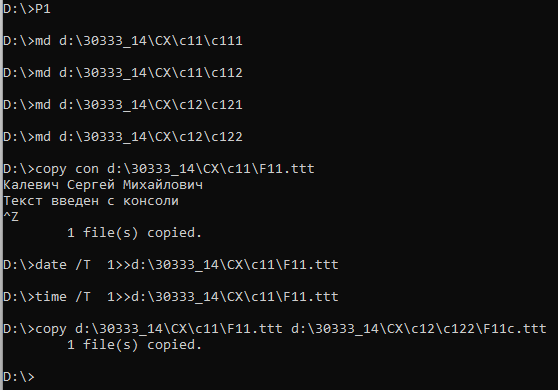 D:\>P1
D:\>md d:\30333_14\CX\c11\c111
D:\>md d:\30333_14\CX\c11\c112
D:\>md d:\30333_14\CX\c12\c121
D:\>md d:\30333_14\CX\c12\c122
D:\>copy con d:\30333_14\CX\c11\F11.ttt
Калевич Сергей Михайлович
Текст введен с консоли
^Z
1 file(s) copied.
D:\>date /T  1>>d:\30333_14\CX\c11\F11.ttt
D:\>time /T  1>>d:\30333_14\CX\c11\F11.ttt
D:\>copy d:\30333_14\CX\c11\F11.ttt d:\30333_14\CX\c12\c122\F11c.ttt
1 file(s) copied.
D:\>